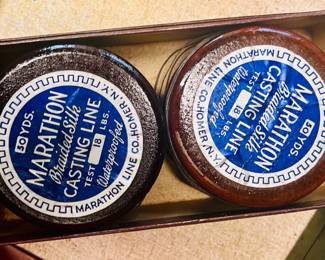 50 YDS.
MARATHON
Braided Silk
CASTING LINE
TEST 18 LBS.
Waterproofed
MARATHON LINE CO. HOMER, N.Y.
50 YDS.
MARATHON
Braided Silk
CASTING LINE
TEST 18 LBS.
Waterproofed
MARATHON LINE CO. HOMER, N.Y.